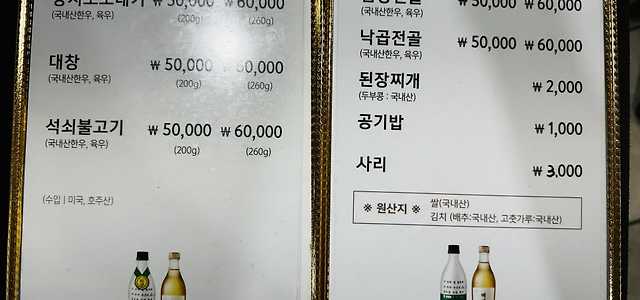 ₩ 50,000 ₩ 60,000
(국내산한우, 육우) (200g) (260g)
대창 ₩ 50,000 ₩ 60,000
(국내산한우, 육우) (200g) (260g)
석쇠불고기 ₩ 50,000 ₩ 60,000
(국내산한우, 육우) (200g) (260g)
(수입 | 미국, 호주산)
₩ 50,000 ₩ 60,000
(국내산한우, 육우)
낙곱전골 ₩ 50,000 ₩ 60,000
(국내산한우, 육우)
된장찌개 ₩ 2,000
(두부콩 : 국내산)
공기밥 ₩ 1,000
사리 ₩ 3,000
※ 원산지 ※
쌀(국내산)
김치 (배추:국내산, 고춧가루:국내산)